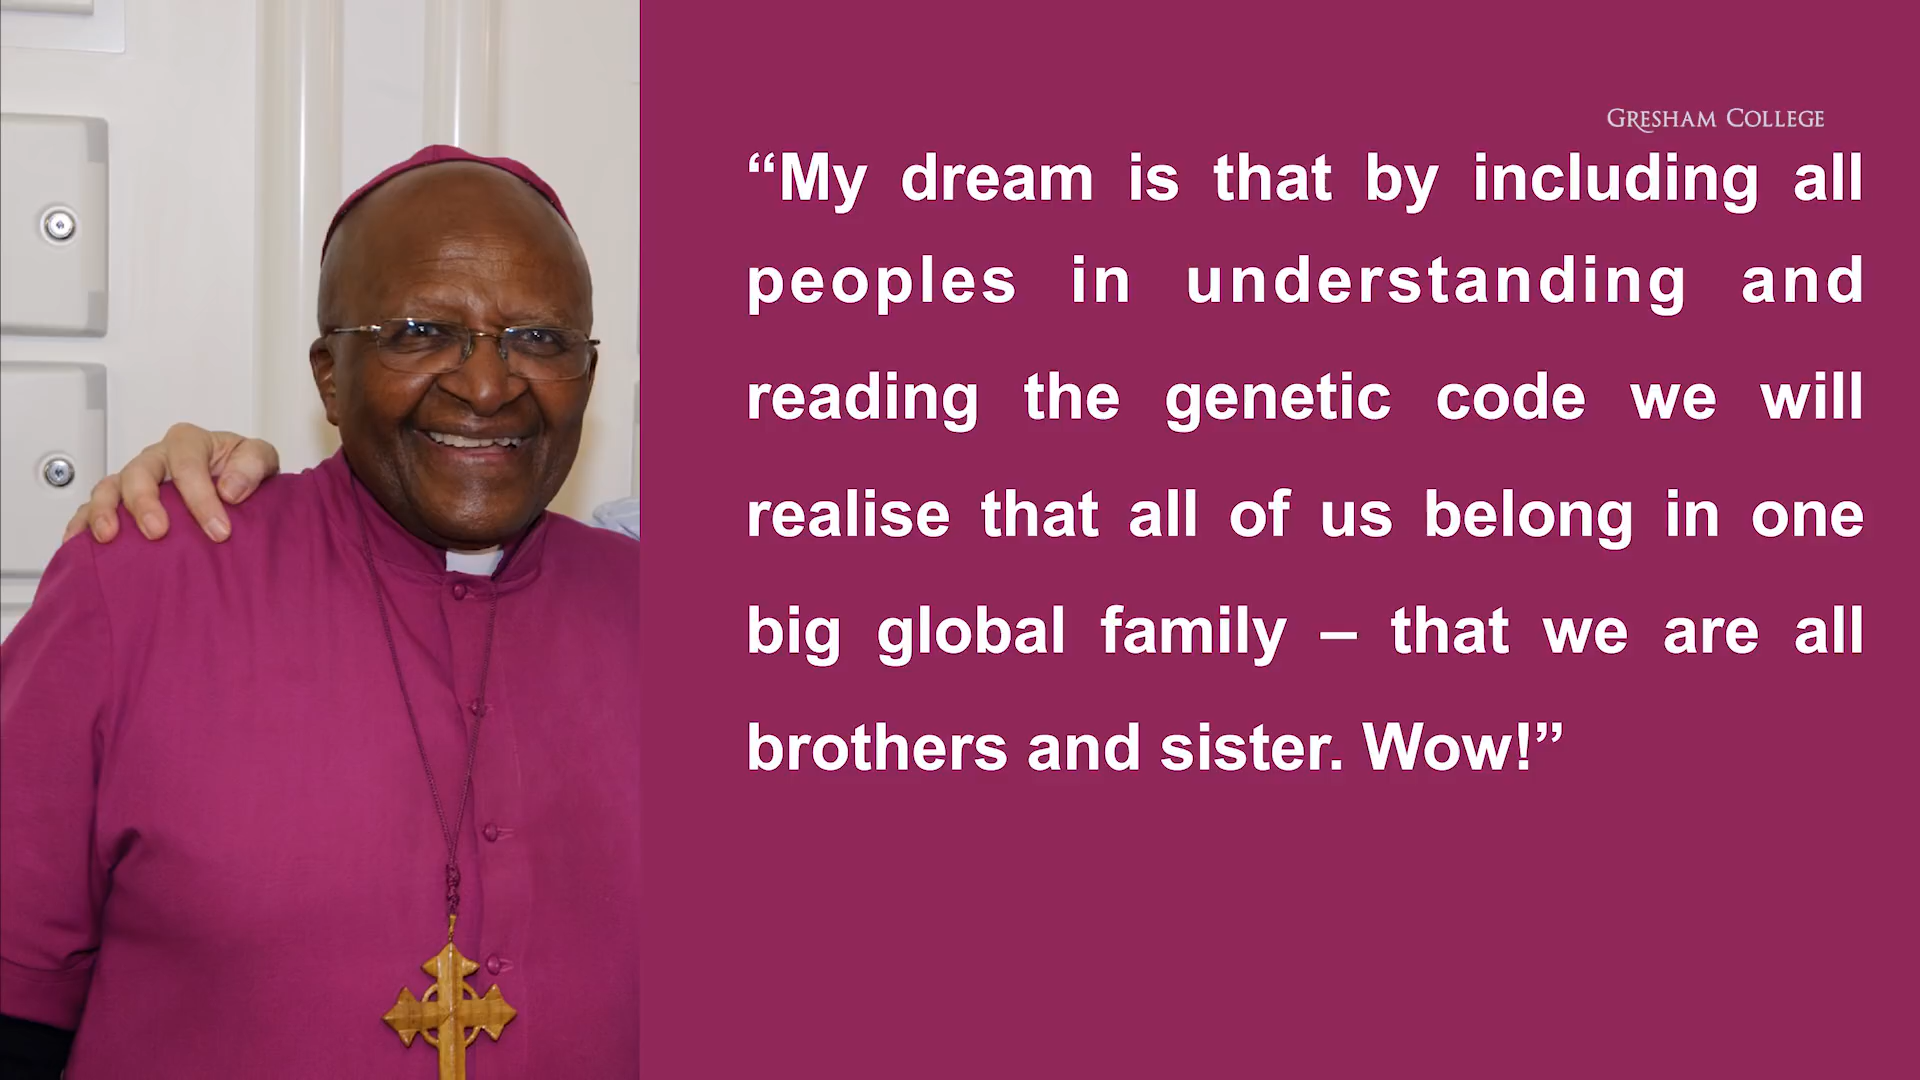 GRESHAM COLLEGE
“My dream is that by including all
peoples in understanding and
reading the genetic code we will
realise that all of us belong in one
big global family – that we are all
brothers and sister. Wow!”